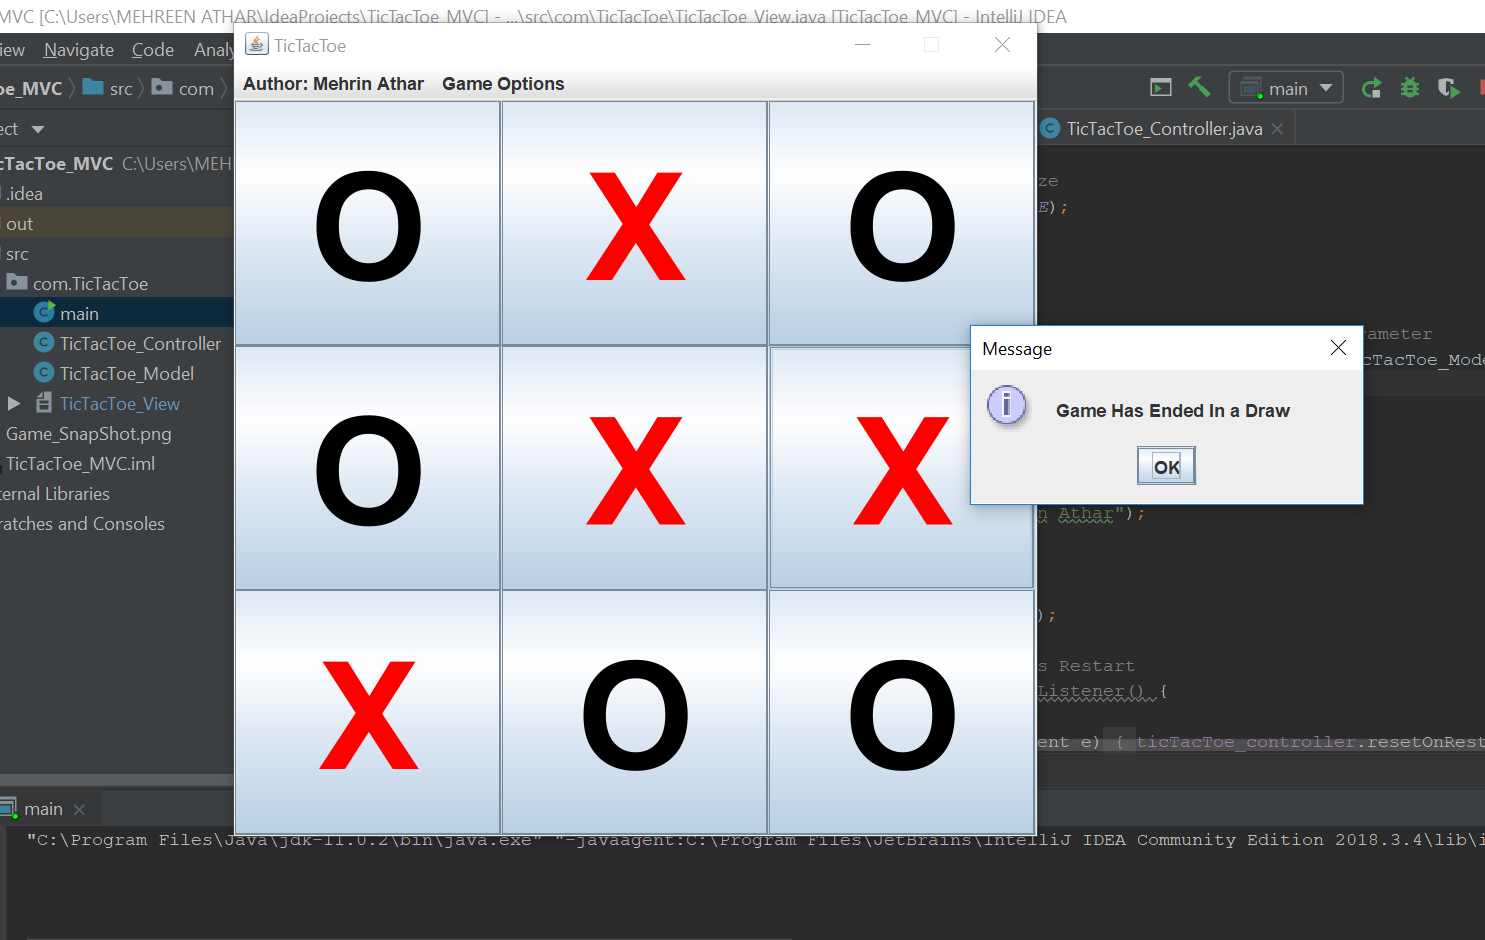 MVC [C:\Users\MEHREEN ATHAR\IdeaProjects\TicTacToe_MVC] - ...\src\com\TicTacToe\TicTacToe_View.java [TicTacToe_MVC] - IntelliJ IDEA
iew Navigate Code Analy
TicTacToe
oe_MVC src com
Author: Mehrin Athar Game Options
main
ect
TicTacToe_Controller.java
cTacToe_MVC C:\Users\MEH
.idea
out
src
com.TicTacToe
main
TicTacToe_Controller
TicTacToe_Model
TicTacToe_View
Game_SnapShot.png
TicTacToe_MVC.iml
ternal Libraries
ratches and Consoles
O X O
O X X
X O O
ze
E);
rameter
cTacToe_Mode
Message
Game Has Ended In a Draw
OK
n Athar");
);
s Restart
Listener() {
ent e) { ticTacToe_controller.resetOnRest
main
"C:\Program Files\Java\jdk-11.0.2\bin\java.exe" "-javaagent:C:\Program Files\JetBrains\IntelliJ IDEA Community Edition 2018.3.4\lib\i